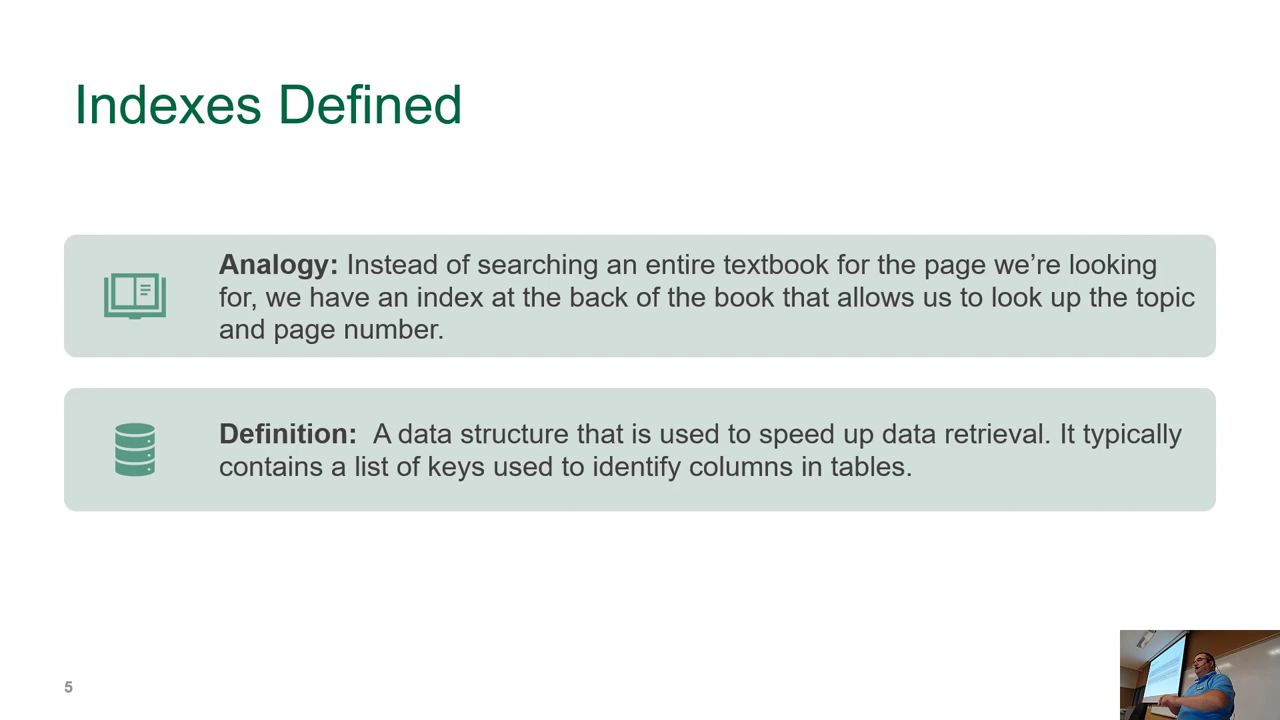 Indexes Defined
Analogy: Instead of searching an entire textbook for the page we’re looking
for, we have an index at the back of the book that allows us to look up the topic
and page number.
Definition:  A data structure that is used to speed up data retrieval. It typically
contains a list of keys used to identify columns in tables.
5